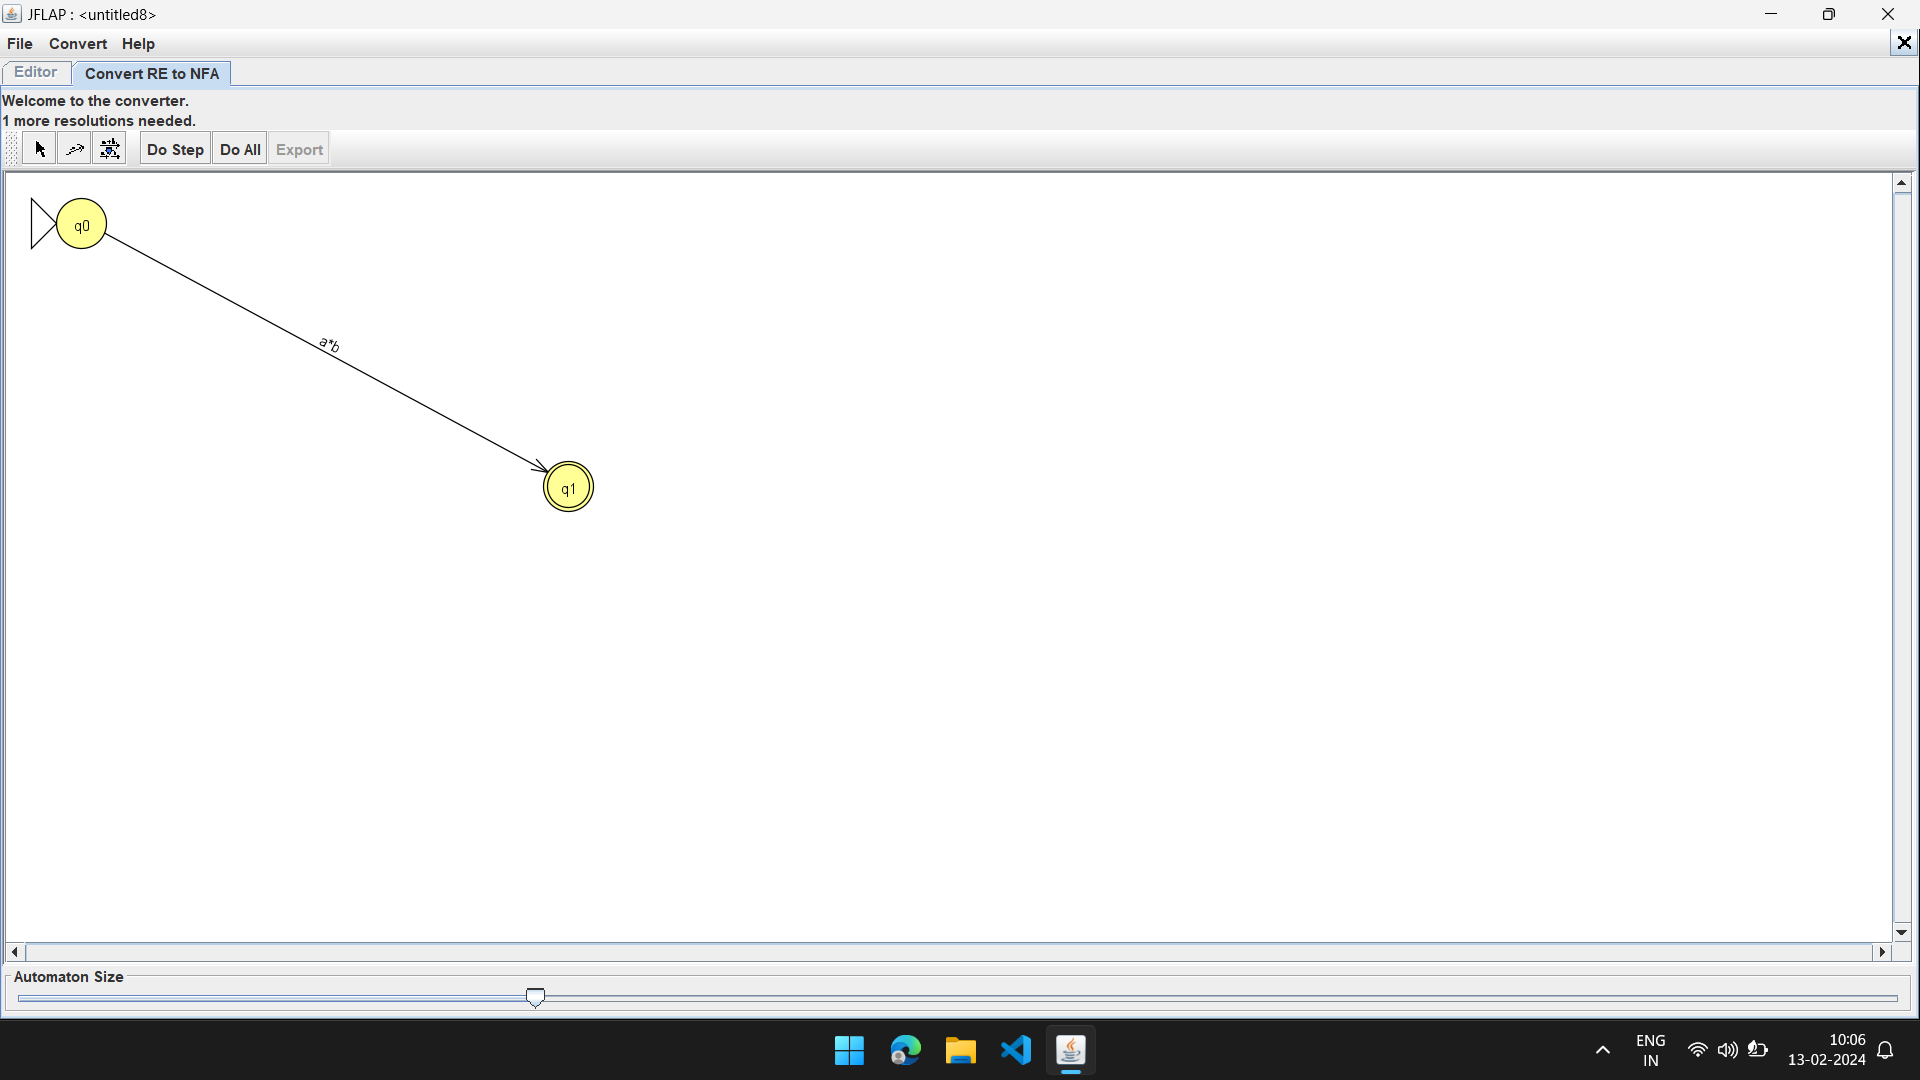 JFLAP : <untitled8>
File Convert Help
Editor Convert RE to NFA
Welcome to the converter.
1 more resolutions needed.
Do Step Do All Export
q0
a*b
q1
Automaton Size
ENG
IN
10:06
13-02-2024